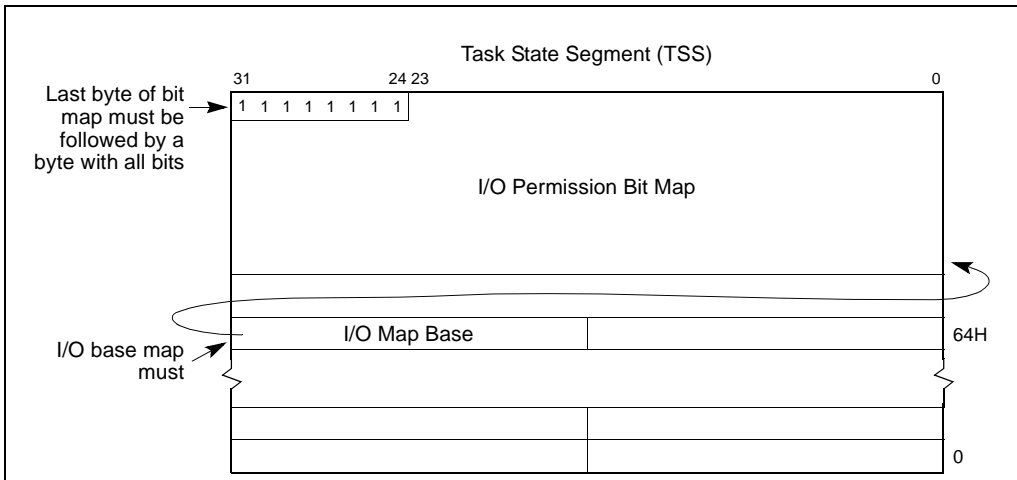 Task State Segment (TSS)
31 24 23 0
Last byte of bit
map must be
followed by a
byte with all bits
1 1 1 1 1 1 1 1
I/O Permission Bit Map
I/O Map Base
64H
I/O base map
must
0